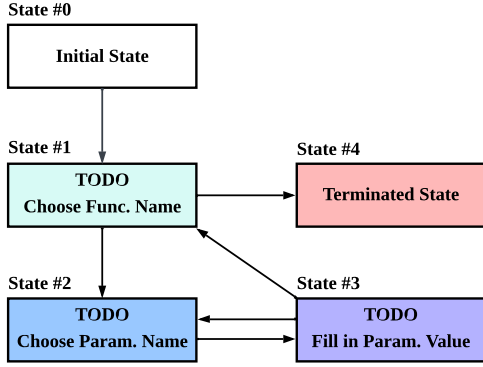 State #0
Initial State
State #1
TODO
Choose Func. Name
State #4
Terminated State
State #2
TODO
Choose Param. Name
State #3
TODO
Fill in Param. Value